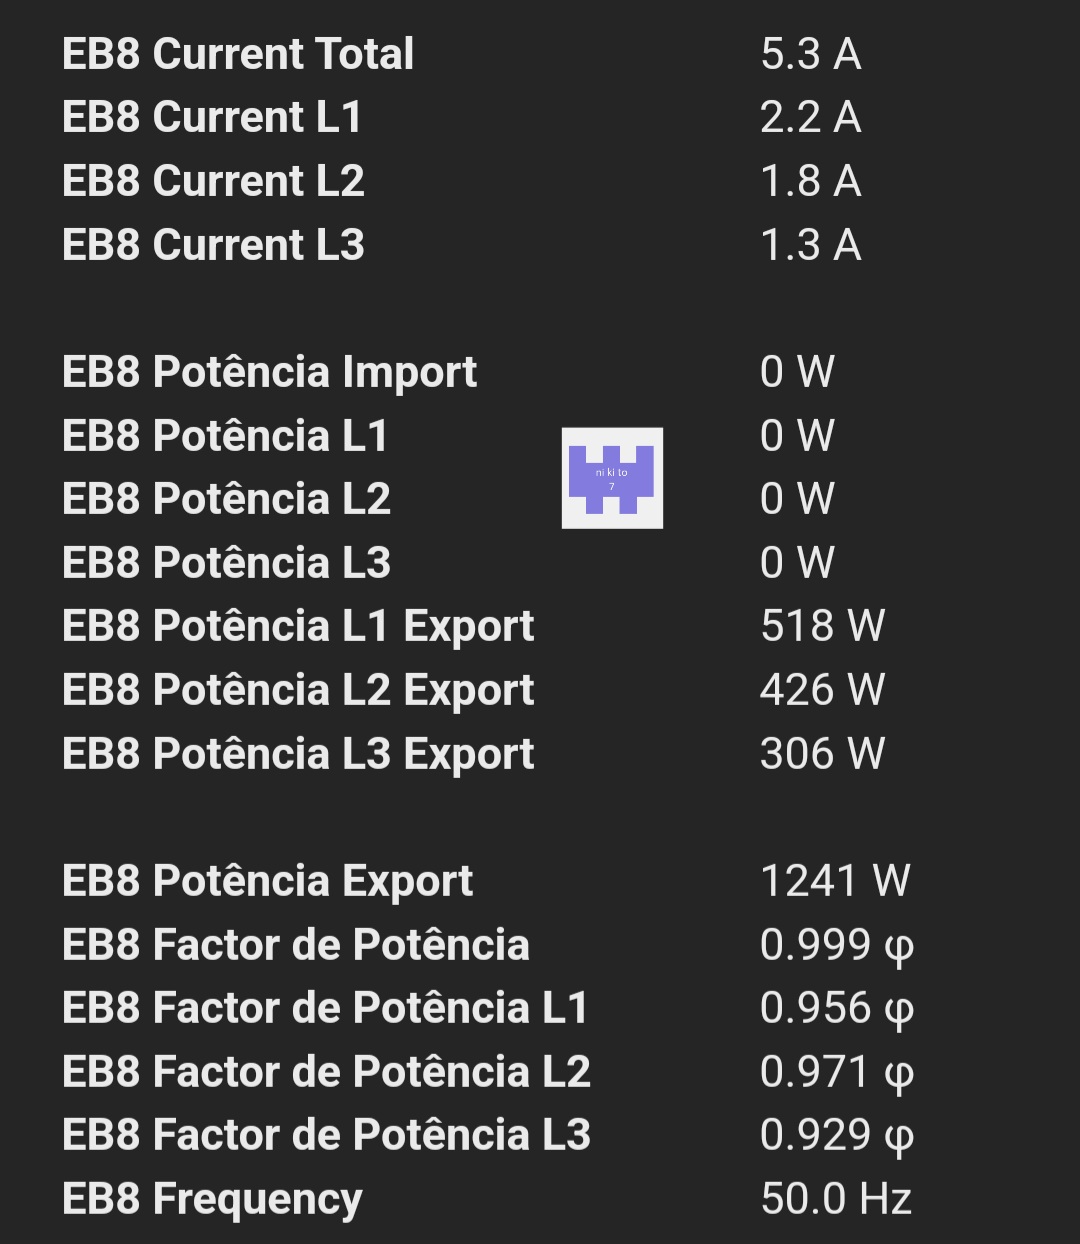 EB8 Current Total 5.3 A
EB8 Current L1 2.2 A
EB8 Current L2 1.8 A
EB8 Current L3 1.3 A
EB8 Potência Import 0 W
EB8 Potência L1 0 W
ni ki to
7
EB8 Potência L2 0 W
EB8 Potência L3 0 W
EB8 Potência L1 Export 518 W
EB8 Potência L2 Export 426 W
EB8 Potência L3 Export 306 W
EB8 Potência Export 1241 W
EB8 Factor de Potência 0.999 φ
EB8 Factor de Potência L1 0.956 φ
EB8 Factor de Potência L2 0.971 φ
EB8 Factor de Potência L3 0.929 φ
EB8 Frequency 50.0 Hz